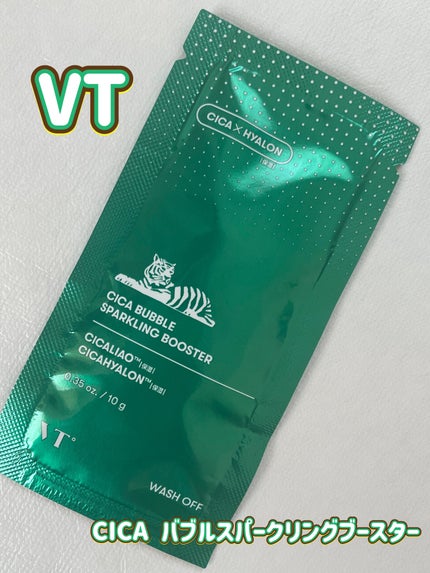 VT
CICA×HYALON
[保湿]
CICA BUBBLE
SPARKLING BOOSTER
CICALIAO™[保湿]
CICAHYALON™[保湿]
0.35 oz. / 10 g
VT°
WASH OFF
CICA バブルスパークリングブースター